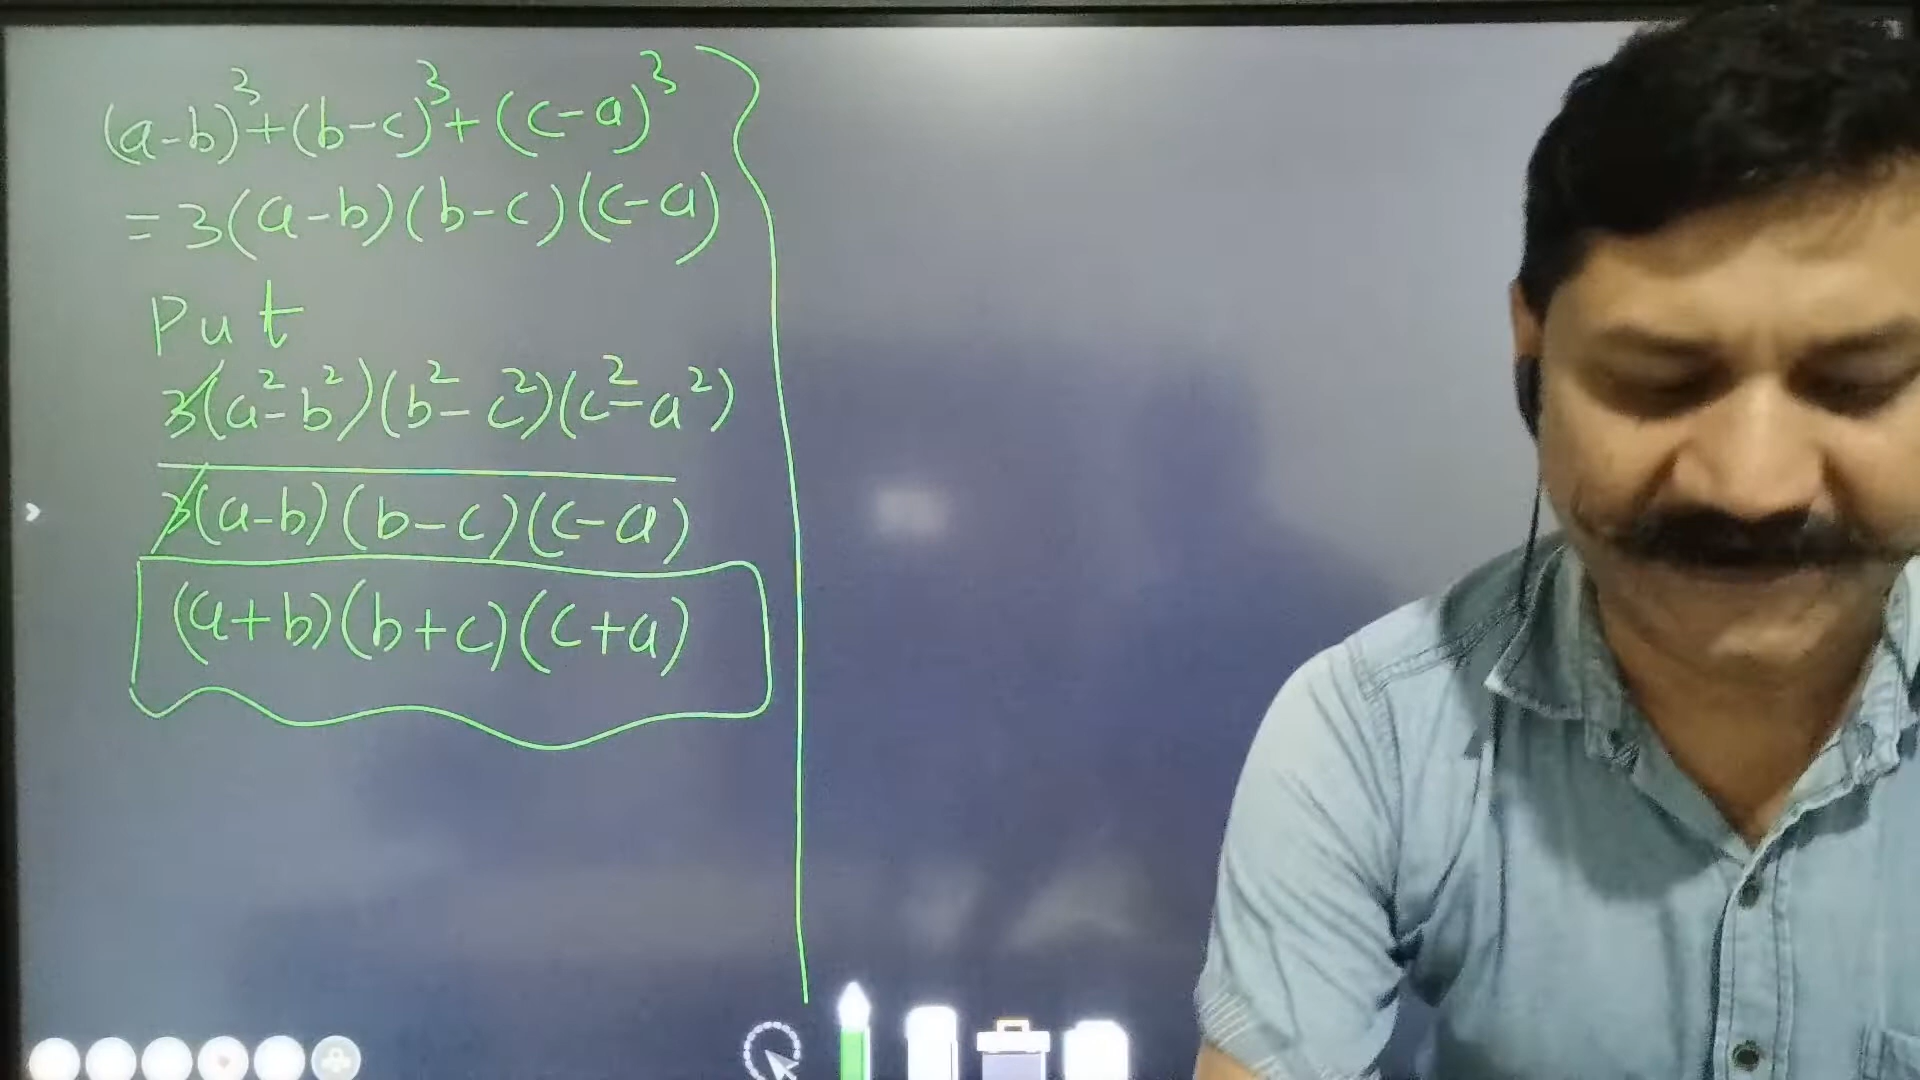 (a-b)³+(b-c)³+(c-a)³
=3(a-b)(b-c)(c-a)
Put
3(a²-b²)(b²-c²)(c²-a²)
3(a-b)(b-c)(c-a)
(a+b)(b+c)(c+a)